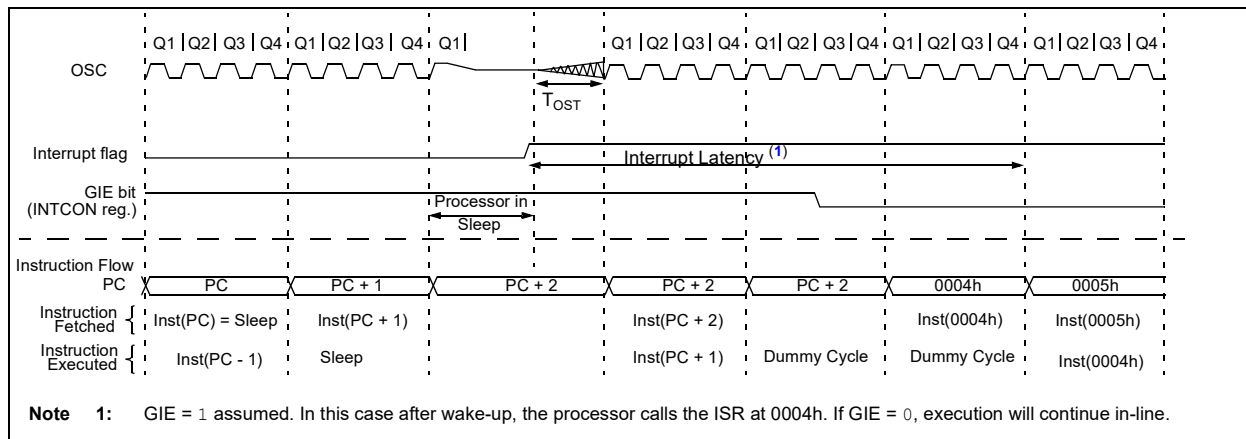 Q1 Q2 Q3 Q4 Q1 Q2 Q3 Q4 Q1 Q1 Q2 Q3 Q4 Q1 Q2 Q3 Q4 Q1 Q2 Q3 Q4 Q1 Q2 Q3 Q4
OSC
TOST
Interrupt flag
Interrupt Latency (1)
GIE bit
(INTCON reg.)
Processor in
Sleep
Instruction Flow
PC PC PC + 1 PC + 2 PC + 2 PC + 2 0004h 0005h
Instruction
Fetched
Inst(PC) = Sleep Inst(PC + 1) Inst(PC + 2) Inst(0004h) Inst(0005h)
Instruction
Executed
Inst(PC - 1) Sleep Inst(PC + 1) Dummy Cycle Dummy Cycle Inst(0004h)
Note 1: GIE = 1 assumed. In this case after wake-up, the processor calls the ISR at 0004h. If GIE = 0, execution will continue in-line.